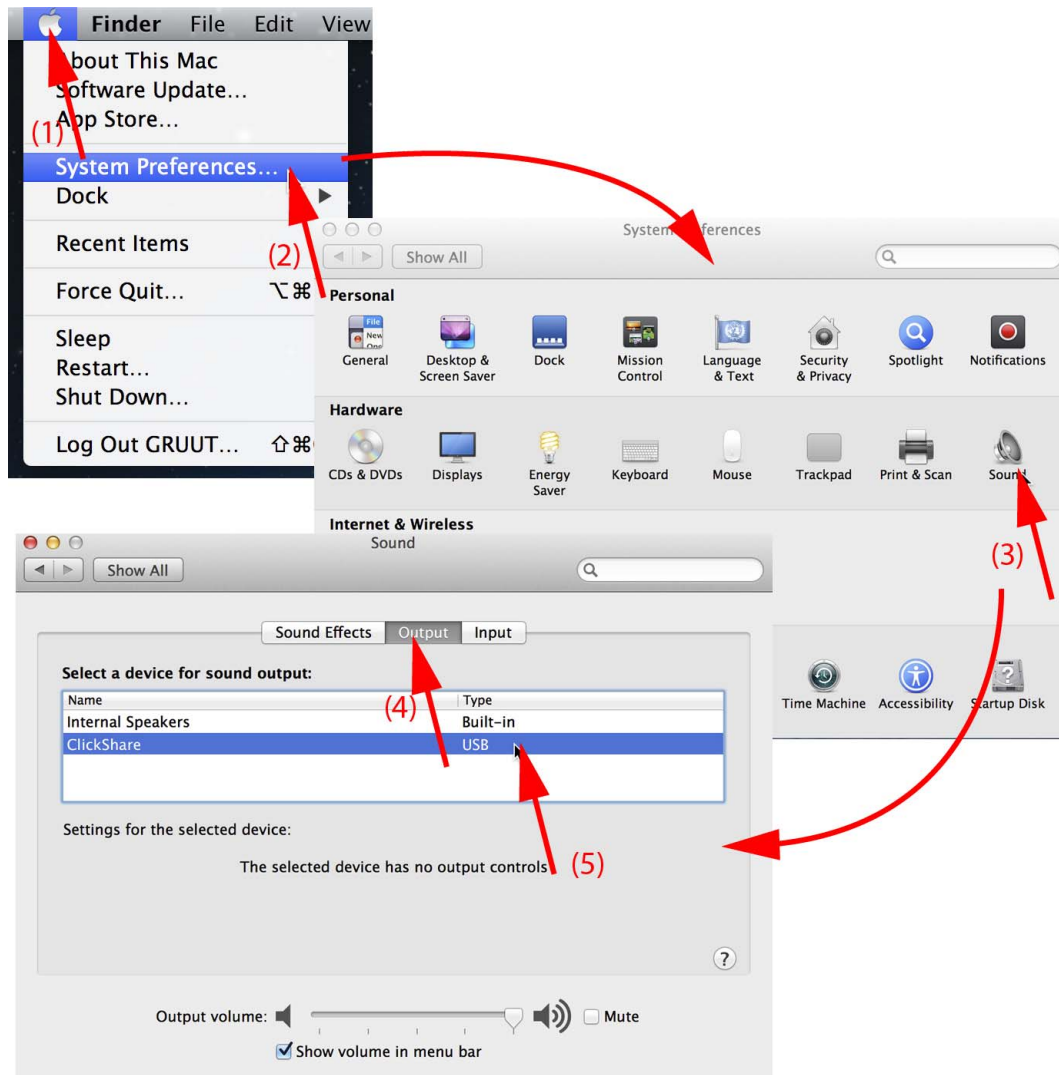 Finder File Edit View
About This Mac
Software Update...
App Store...
(1)
System Preferences...
Dock
Recent Items
(2)
Force Quit... ⌥⌘
Sleep
Restart...
Shut Down...
Log Out GRUUT... ⇧⌘
System Preferences
Show All
Personal
File
New
General
Desktop &
Screen Saver
Dock
Mission
Control
Language
& Text
Security
& Privacy
Spotlight
Notifications
Hardware
CDs & DVDs
Displays
Energy
Saver
Keyboard
Mouse
Trackpad
Print & Scan
Sound
Internet & Wireless
(3)
Time Machine
Accessibility
Startup Disk
Sound
Show All
Sound Effects Output Input
Select a device for sound output:
Name Type
(4)
Internal Speakers Built-in
ClickShare USB
Settings for the selected device:
The selected device has no output controls
(5)
?
Output volume: Mute
Show volume in menu bar